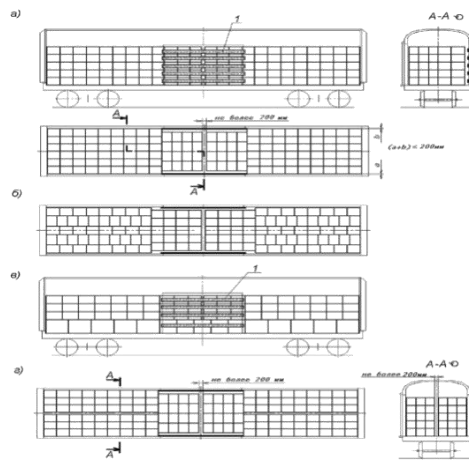 а)
1
А-А
А
не более 200 мм
(а+b) < 200мм
b
а
А
б)
в)
1
г)
А
не более 200 мм
А-А
не более 200мм
А